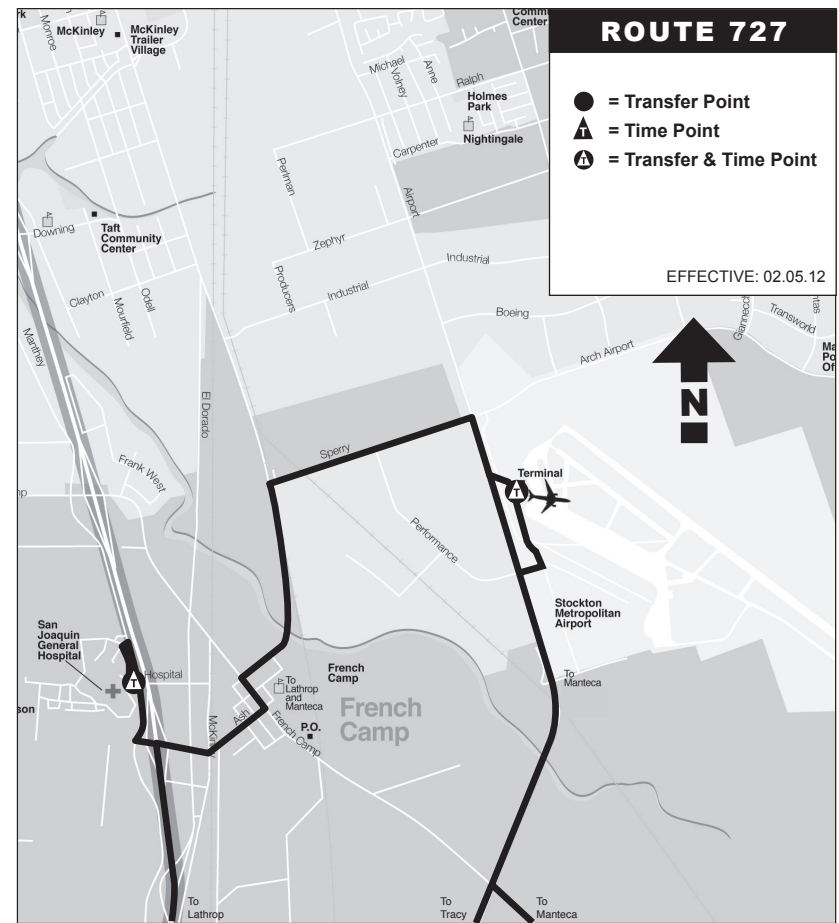 ROUTE 727
= Transfer Point
T
= Time Point
T
= Transfer & Time Point
EFFECTIVE: 02.05.12
N
Monroe
McKinley
McKinley
Trailer
Village
Center
Michael
Volney
Anne
Ralph
Holmes
Park
Nightingale
Carpenter
Perlman
Airport
Downing
Taft
Community
Center
Zephyr
Industrial
Producers
Industrial
Clayton
Mourfield
Odell
Manthey
Boeing
Transworld
Arch Airport
El Dorado
Sperry
Frank West
Terminal
T
Performance
Stockton
Metropolitan
Airport
San
Joaquin
General
Hospital
Hospital
T
To
Manteca
To
Lathrop
and
Manteca
French
Camp
French
Camp
McKinley
Ash
French Camp
P.O.
son
To
Lathrop
To
Tracy
To
Manteca